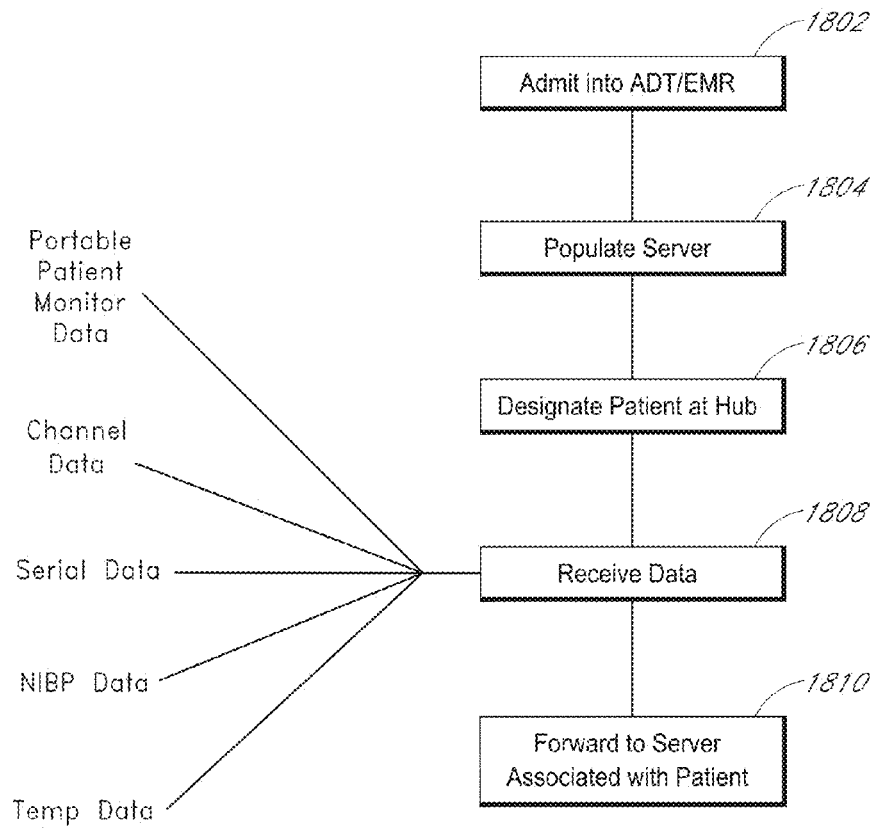 1802
Admit into ADT/EMR
1804
Populate Server
Portable
Patient
Monitor
Data
1806
Designate Patient at Hub
Channel
Data
1808
Serial Data
Receive Data
NIBP Data
1810
Forward to Server
Associated with Patient
Temp Data